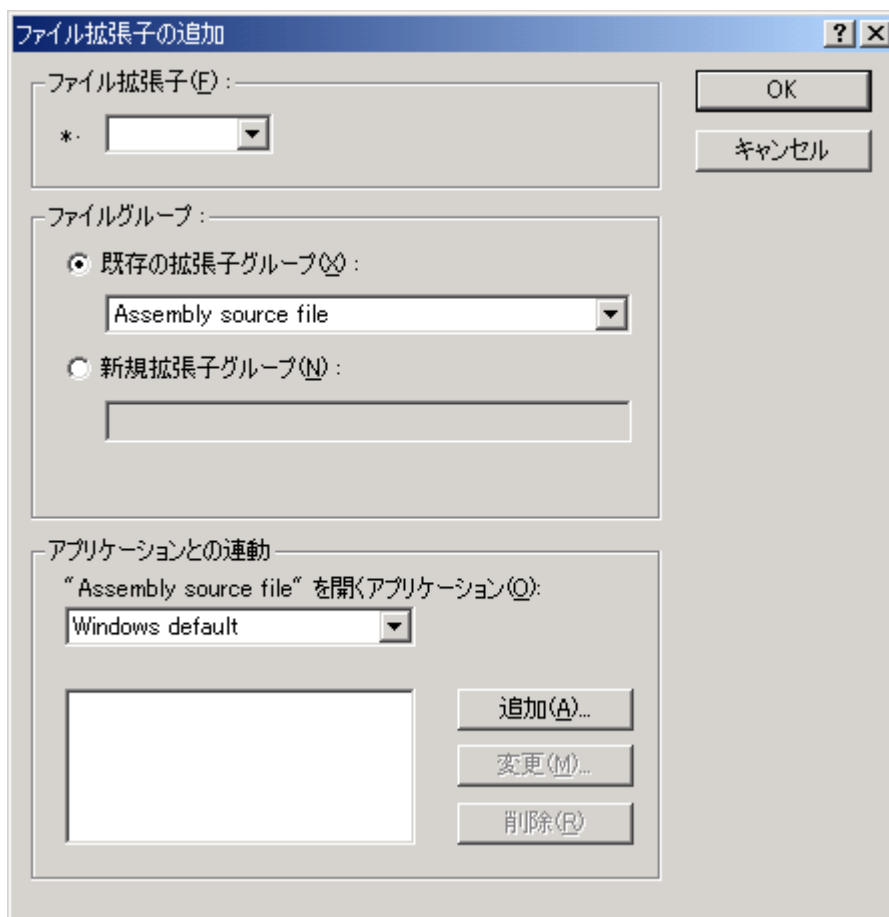 ファイル拡張子の追加
ファイル拡張子(F) :
OK
*.
キャンセル
ファイルグループ :
既存の拡張子グループ(X) :
Assembly source file
新規拡張子グループ(N) :
アプリケーションとの連動
"Assembly source file" を開くアプリケーション(O):
Windows default
追加(A)...
変更(M)...
削除(R)